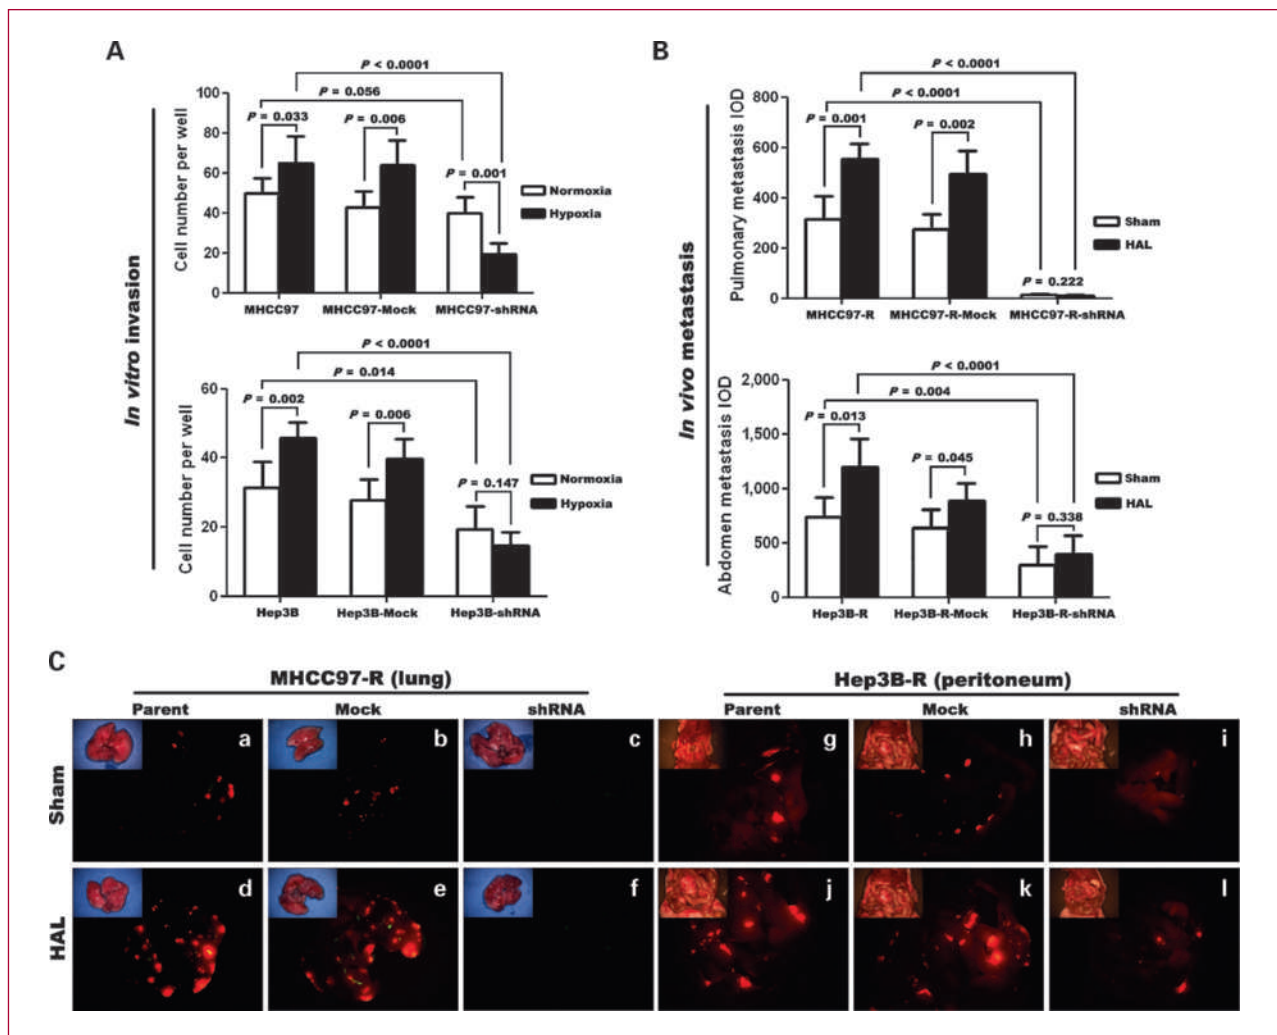 A
In vitro invasion
P < 0.0001
P = 0.056
P = 0.033
P = 0.006
P = 0.001
Cell number per well
100
80
60
40
20
0
MHCC97
MHCC97-Mock
MHCC97-shRNA
Normoxia
Hypoxia
P < 0.0001
P = 0.014
P = 0.002
P = 0.006
P = 0.147
Cell number per well
60
40
20
0
Hep3B
Hep3B-Mock
Hep3B-shRNA
Normoxia
Hypoxia
B
In vivo metastasis
P < 0.0001
P < 0.0001
P = 0.001
P = 0.002
P = 0.222
Pulmonary metastasis IOD
800
600
400
200
0
MHCC97-R
MHCC97-R-Mock
MHCC97-R-shRNA
Sham
HAL
P < 0.0001
P = 0.004
P = 0.013
P = 0.045
P = 0.338
Abdomen metastasis IOD
2,000
1,500
1,000
500
0
Hep3B-R
Hep3B-R-Mock
Hep3B-R-shRNA
Sham
HAL
C
MHCC97-R (lung)
Hep3B-R (peritoneum)
Parent
Mock
shRNA
Parent
Mock
shRNA
Sham
a
b
c
g
h
i
HAL
d
e
f
j
k
l